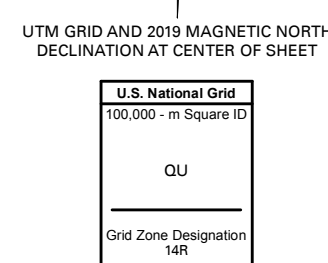 UTM GRID AND 2019 MAGNETIC NORTH
DECLINATION AT CENTER OF SHEET
U.S. National Grid
100,000 - m Square ID
QU
Grid Zone Designation
14R